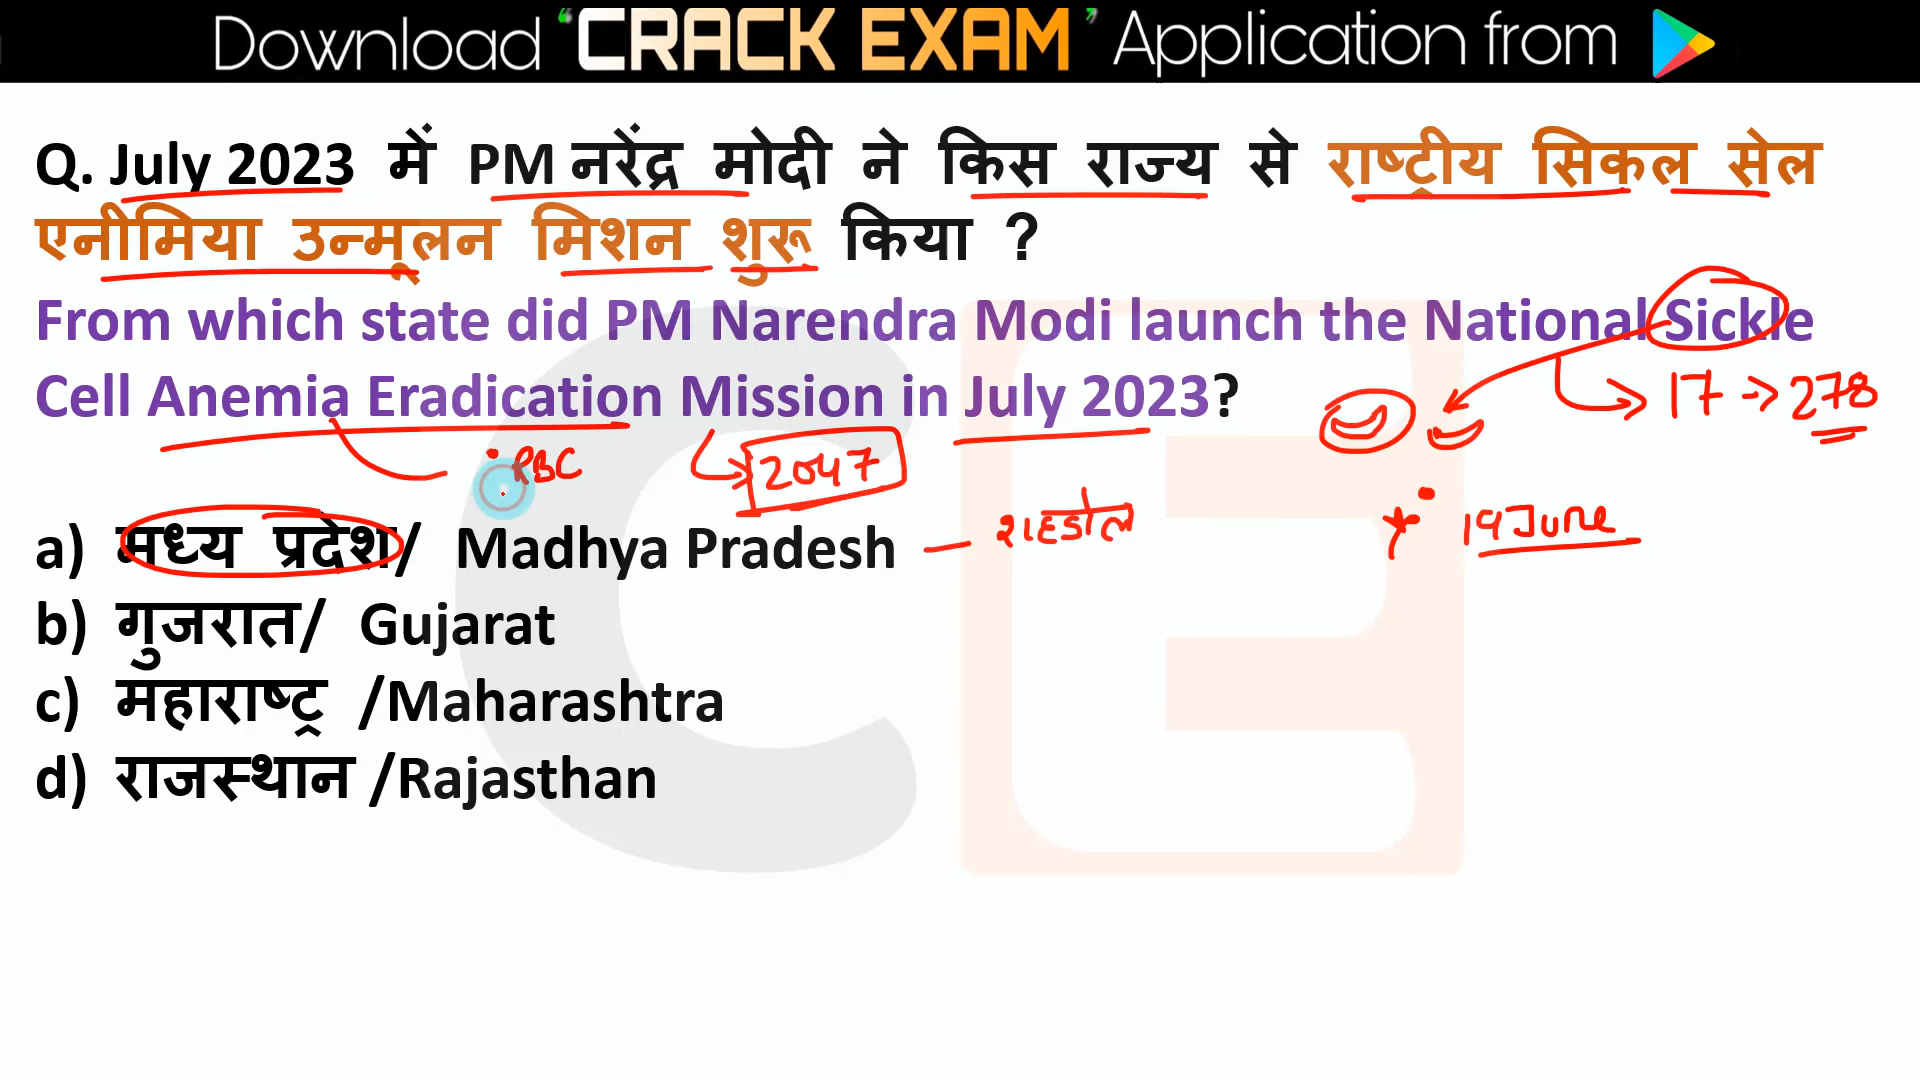 Download "CRACK EXAM" Application from
Q. July 2023 में PM नरेंद्र मोदी ने किस राज्य से राष्ट्रीय सिकल सेल
एनीमिया उन्मूलन मिशन शुरू किया ?
From which state did PM Narendra Modi launch the National Sickle
Cell Anemia Eradication Mission in July 2023?
17 → 278
RBC
2047
a) मध्य प्रदेश/ Madhya Pradesh – शहडोल
19 June
b) गुजरात/ Gujarat
c) महाराष्ट्र /Maharashtra
d) राजस्थान /Rajasthan
CE